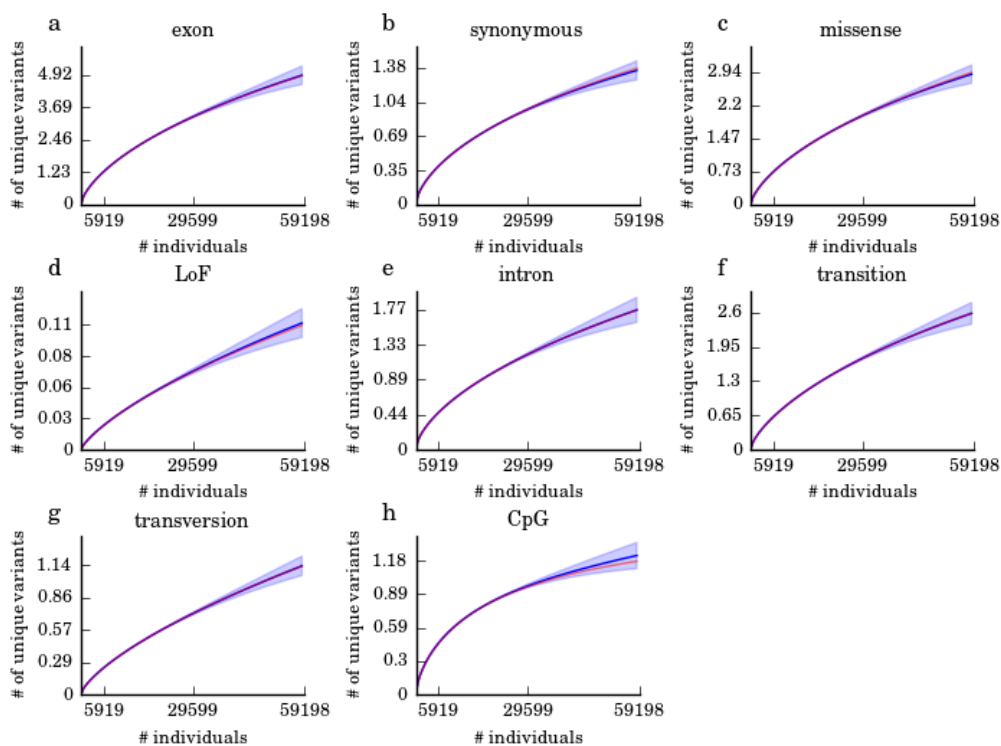 a
exon
# of unique variants
4.92
3.69
2.46
1.23
0
5919 29599 59198
# individuals
b
synonymous
# of unique variants
1.38
1.04
0.69
0.35
0
5919 29599 59198
# individuals
c
missense
# of unique variants
2.94
2.2
1.47
0.73
0
5919 29599 59198
# individuals
d
LoF
# of unique variants
0.11
0.08
0.06
0.03
0
5919 29599 59198
# individuals
e
intron
# of unique variants
1.77
1.33
0.89
0.44
0
5919 29599 59198
# individuals
f
transition
# of unique variants
2.6
1.95
1.3
0.65
0
5919 29599 59198
# individuals
g
transversion
# of unique variants
1.14
0.86
0.57
0.29
0
5919 29599 59198
# individuals
h
CpG
# of unique variants
1.18
0.89
0.59
0.3
0
5919 29599 59198
# individuals